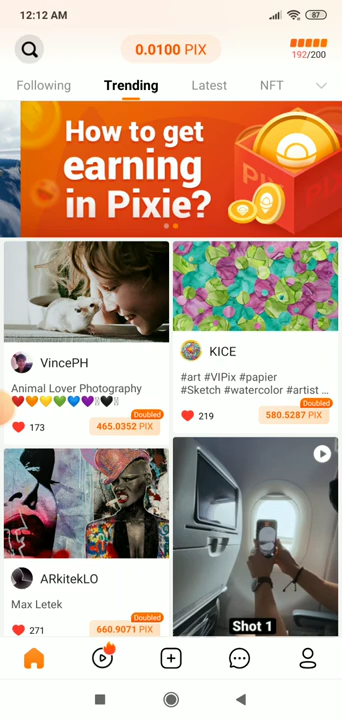 12:12 AM
87
0.0100 PIX
192/200
Following
Trending
Latest
NFT
How to get
earning
in Pixie?
VincePH
Animal Lover Photography
❤️🧡💛💚💙💜🖤
Doubled
173
465.0352 PIX
KICE
#art #VIPix #papier
#Sketch #watercolor #artist ...
Doubled
219
580.5287 PIX
ARkitekLO
Max Letek
Doubled
271
660.9071 PIX
Shot 1